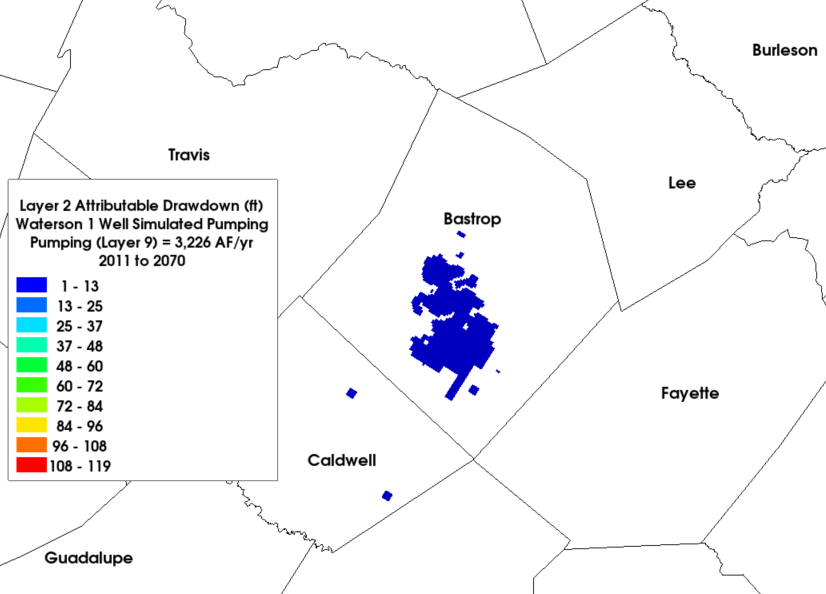 Burleson
Travis
Lee
Layer 2 Attributable Drawdown (ft)
Waterson 1 Well Simulated Pumping
Pumping (Layer 9) = 3,226 AF/yr
2011 to 2070
Bastrop
1 - 13
13 - 25
25 - 37
37 - 48
48 - 60
60 - 72
72 - 84
84 - 96
96 - 108
108 - 119
Fayette
Caldwell
Guadalupe